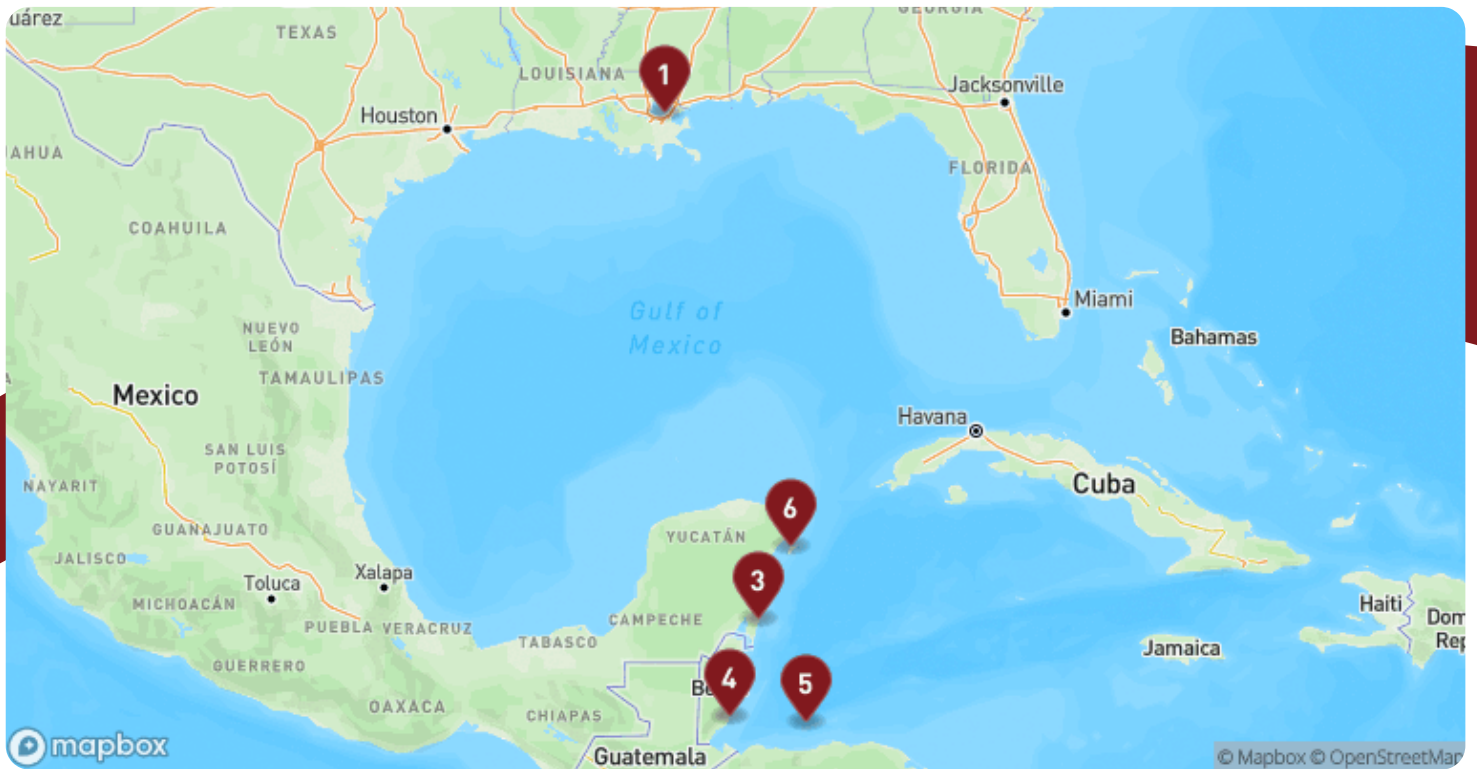 uárez
TEXAS
GEORGIA
LOUISIANA
1
Jacksonville
Houston
AHUA
FLORIDA
COAHUILA
Miami
Gulf of
Mexico
NUEVO
LEÓN
Bahamas
TAMAULIPAS
Mexico
Havana
SAN LUIS
POTOSÍ
NAYARIT
Cuba
6
GUANAJUATO
YUCATÁN
JALISCO
Xalapa
Toluca
3
MICHOACÁN
Haiti
PUEBLA
VERACRUZ
CAMPECHE
Dom
Rep
TABASCO
Jamaica
GUERRERO
4
5
OAXACA
CHIAPAS
mapbox
Guatemala
© Mapbox © OpenStreetMap